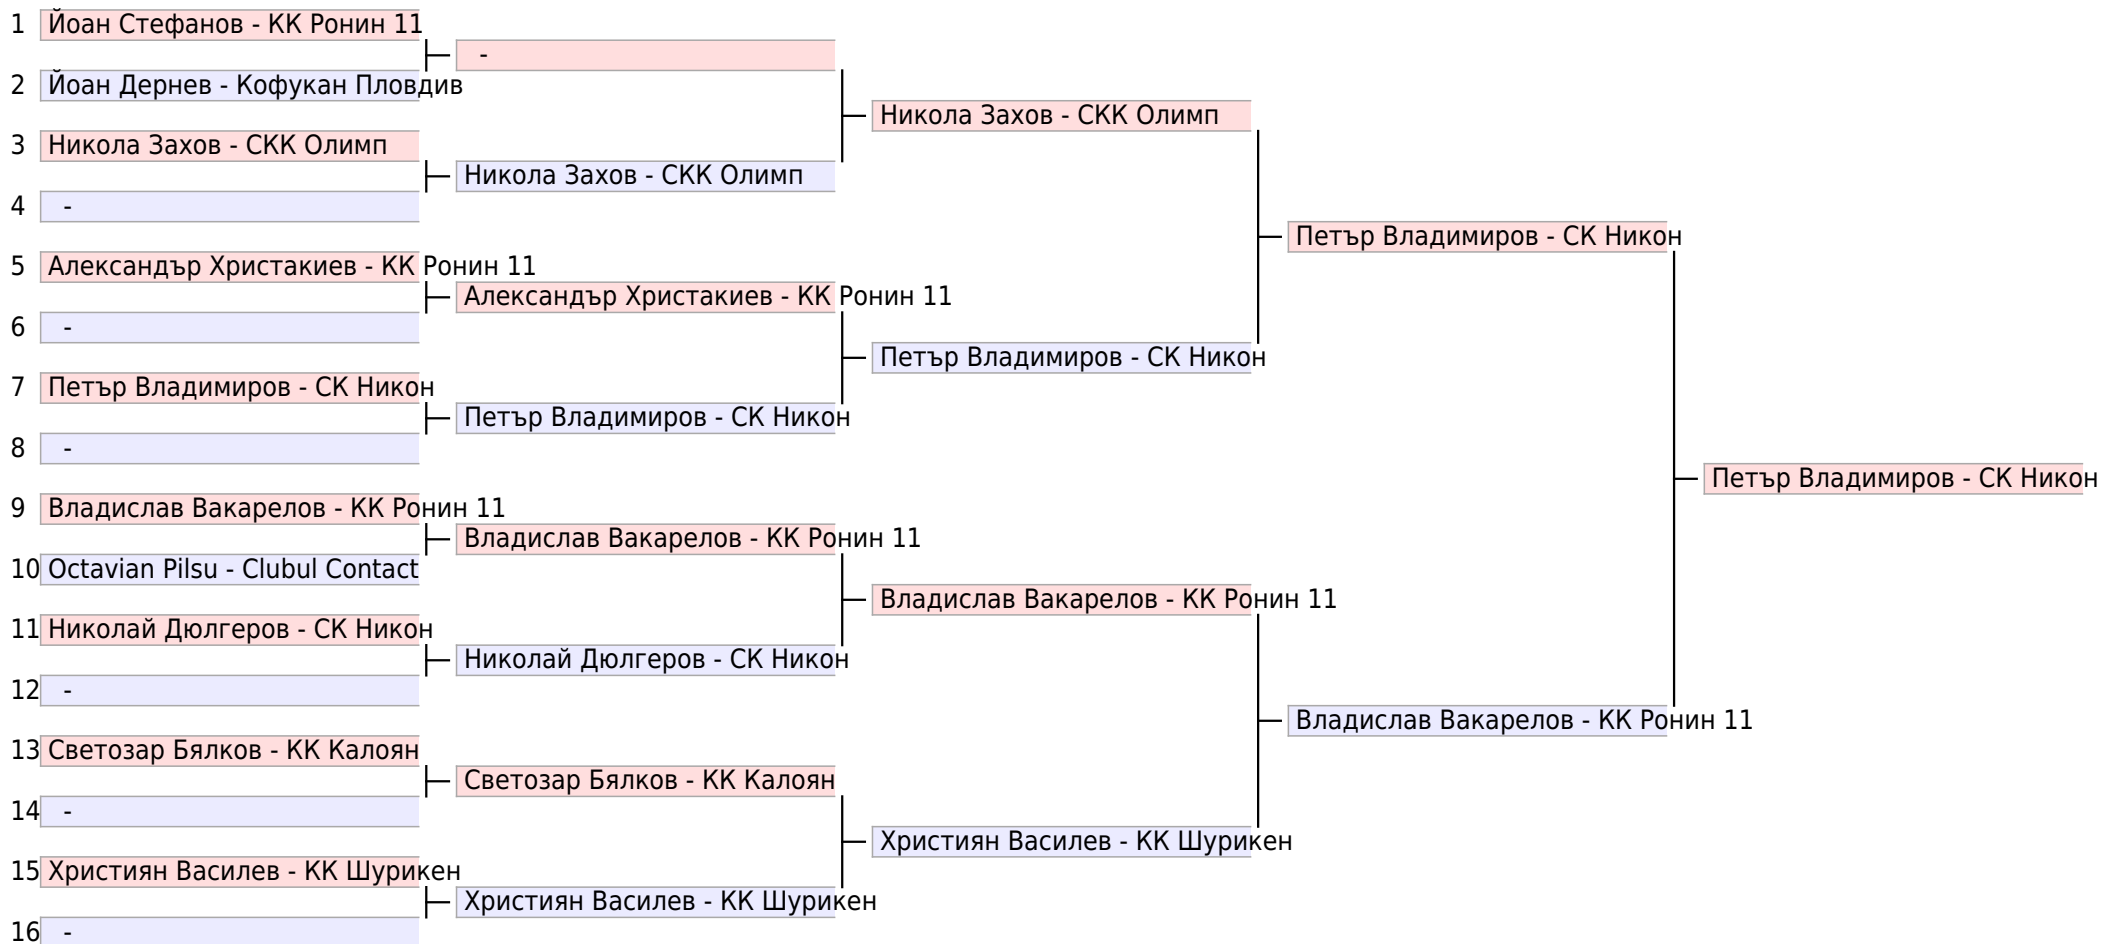 1 Йоан Стефанов - КК Ронин 11
-
2 Йоан Дернев - Кофукан Пловдив
Никола Захов - СКК Олимп
3 Никола Захов - СКК Олимп
Никола Захов - СКК Олимп
4 -
Петър Владимиров - СК Никон
5 Александър Христакиев - КК Ронин 11
Александър Христакиев - КК Ронин 11
6 -
Петър Владимиров - СК Никон
7 Петър Владимиров - СК Никон
Петър Владимиров - СК Никон
8 -
Петър Владимиров - СК Никон
9 Владислав Вакарелов - КК Ронин 11
Владислав Вакарелов - КК Ронин 11
10 Octavian Pilsu - Clubul Contact
Владислав Вакарелов - КК Ронин 11
11 Николай Дюлгеров - СК Никон
Николай Дюлгеров - СК Никон
12 -
Владислав Вакарелов - КК Ронин 11
13 Светозар Бялков - КК Калоян
Светозар Бялков - КК Калоян
14 -
Християн Василев - КК Шурикен
15 Християн Василев - КК Шурикен
Християн Василев - КК Шурикен
16 -